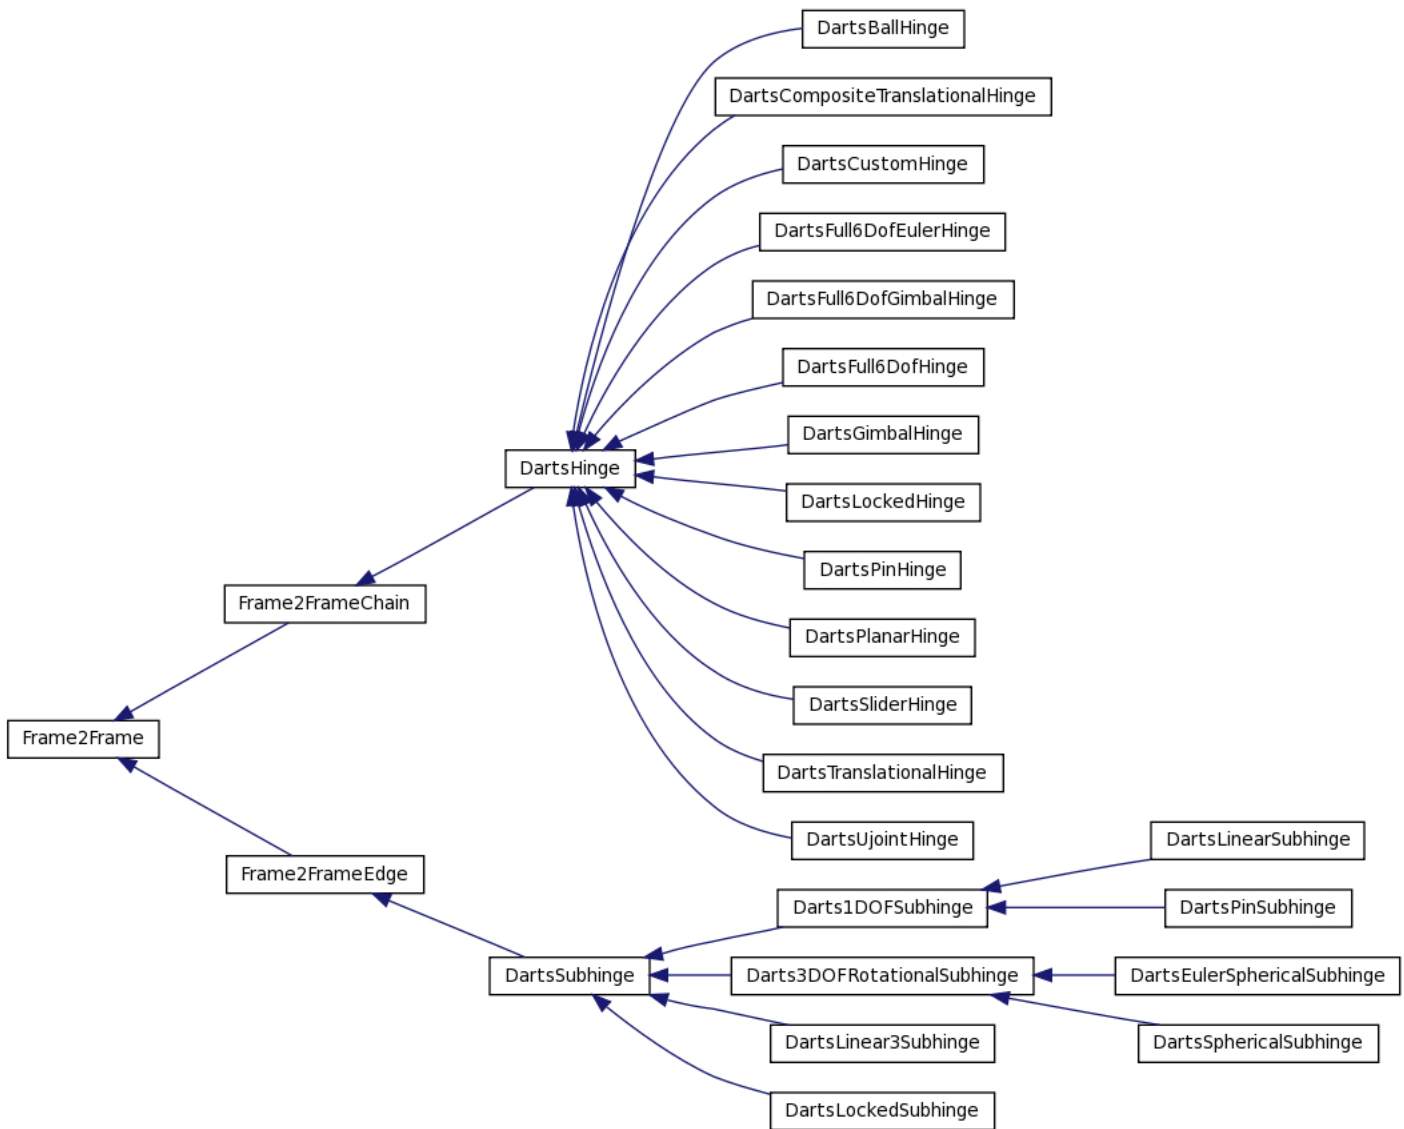 DartsBallHinge
DartsCompositeTranslationalHinge
DartsCustomHinge
DartsFull6DofEulerHinge
DartsFull6DofGimbalHinge
DartsFull6DofHinge
DartsGimbalHinge
DartsHinge
DartsLockedHinge
DartsPinHinge
Frame2FrameChain
DartsPlanarHinge
DartsSliderHinge
Frame2Frame
DartsTranslationalHinge
DartsUjointHinge
DartsLinearSubhinge
Frame2FrameEdge
Darts1DOFSubhinge
DartsPinSubhinge
DartsSubhinge
Darts3DOFRotationalSubhinge
DartsEulerSphericalSubhinge
DartsLinear3Subhinge
DartsSphericalSubhinge
DartsLockedSubhinge